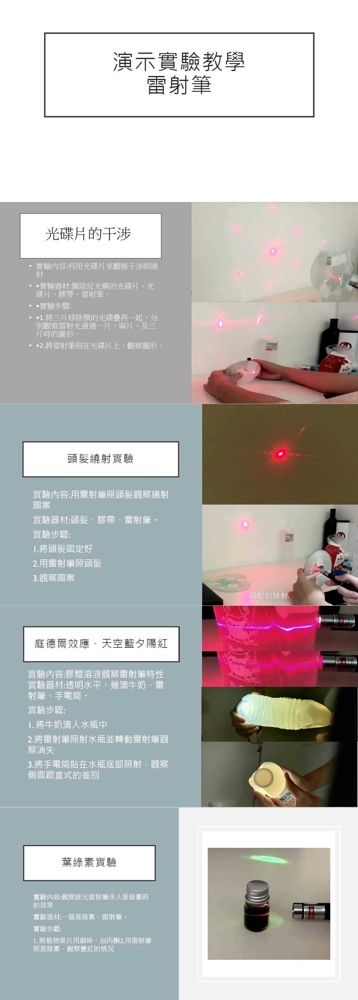 演示實驗教學
雷射筆
光碟片的干涉
• 實驗內容:利用光碟片來觀察干涉與繞
射
• •實驗器材:撕除反光膜的光碟片、光
碟片、膠帶、雷射筆。
• •實驗步驟:
• •1.將三片移除膜的光碟疊再一起，分
別觀察雷射光通過一片、兩片、及三
片時的圖形。
• •2.將雷射筆照在光碟片上，觀察圖形。
頭髮繞射實驗
實驗內容:用雷射筆照頭髮觀察繞射
圖案
實驗器材:頭髮、膠帶、雷射筆。
實驗步驟:
1.將頭髮固定好
2.用雷射筆照頭髮
3.觀察圖案
頭髮的繞射
庭德爾效應、天空藍夕陽紅
實驗內容:膠體溶液觀察雷射筆特性
實驗器材:透明水平、幾滴牛奶、雷
射筆、手電筒。
實驗步驟:
1. 將牛奶滴入水瓶中
2.將雷射筆照射水瓶並轉動雷射筆觀
察消失
3.將手電筒貼在水瓶底部照射，觀察
側面跟直式的差別
葉綠素實驗
實驗內容:觀察綠光雷射筆涉入葉綠素時
的效果
實驗器材:一瓶葉綠素、雷射筆。
實驗步驟:
1. 將植物葉片用細碎、泡丙酮2.用雷射筆
照葉綠素，觀察變紅的情況